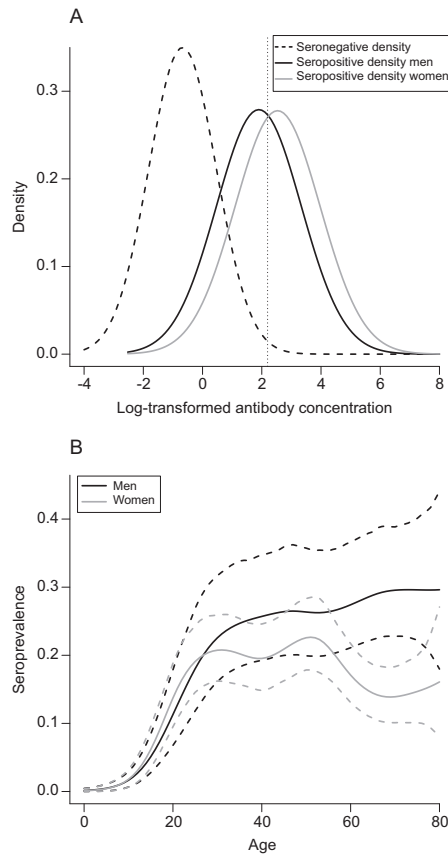 A
Seronegative density
Seropositive density men
Seropositive density women
0.3
0.2
0.1
0.0
Density
-4 -2 0 2 4 6 8
Log-transformed antibody concentration
B
Men
Women
0.4
0.3
0.2
0.1
0.0
Seroprevalence
0 20 40 60 80
Age